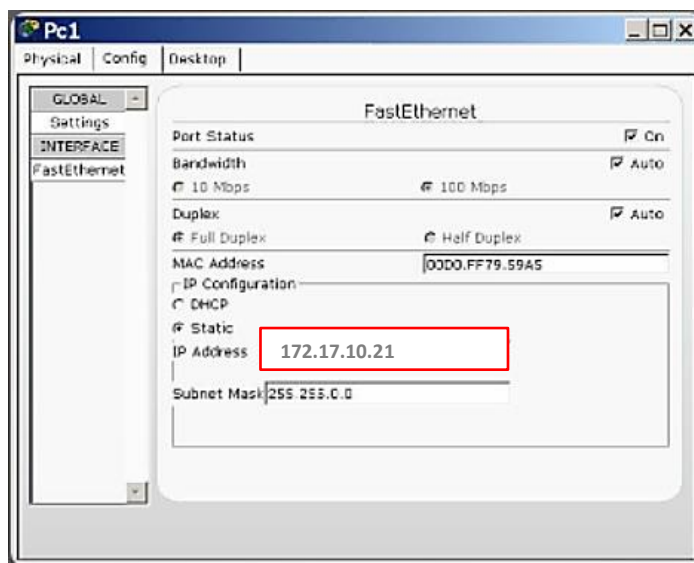 Pc1
Physical Config Desktop
GLOBAL
Settings
INTERFACE
FastEthernet
FastEthernet
Port Status On
Bandwidth Auto
10 Mbps 100 Mbps
Duplex Auto
Full Duplex Half Duplex
MAC Address 00D0.FF79.59A5
IP Configuration
DHCP
Static
IP Address 172.17.10.21
Subnet Mask 255.255.0.0